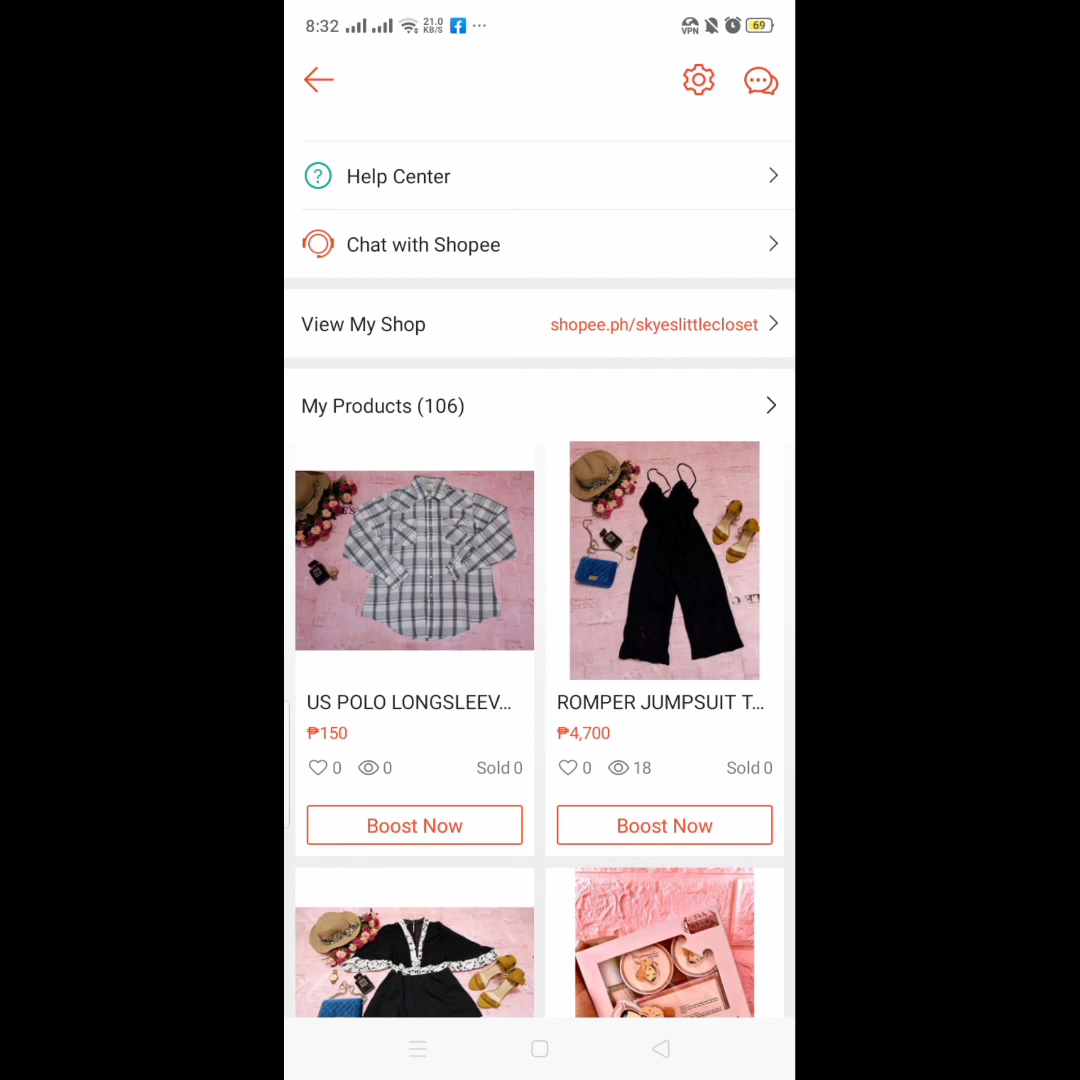 8:32 21.0 KB/S VPN 69
Help Center
Chat with Shopee
View My Shop shopee.ph/skyeslittlecloset
My Products (106)
US POLO LONGSLEEV... ROMPER JUMPSUIT T...
₱150 ₱4,700
0 0 Sold 0 0 18 Sold 0
Boost Now Boost Now